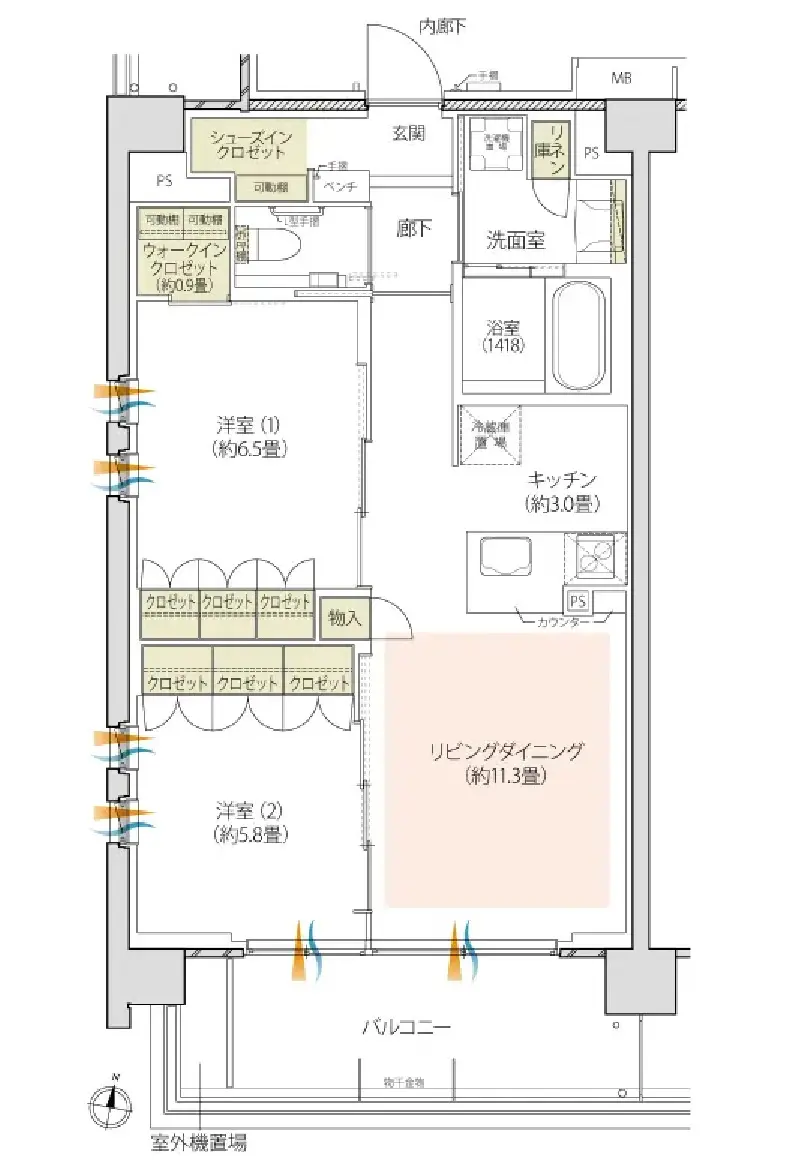 内廊下
手摺
MB
玄関
シューズイン
クロゼット
可動棚
手摺
ベンチ
洗濯機
置場
リネン
庫
PS
PS
可動棚
可動棚
ウォークイン
クロゼット
(約0.9畳)
L型手摺
廊下
洗面室
浴室
(1418)
洋室(1)
(約6.5畳)
冷蔵庫
置場
キッチン
(約3.0畳)
クロゼット
クロゼット
クロゼット
物入
PS
カウンター
クロゼット
クロゼット
クロゼット
リビングダイニング
(約11.3畳)
洋室(2)
(約5.8畳)
バルコニー
物干金物
N
室外機置場